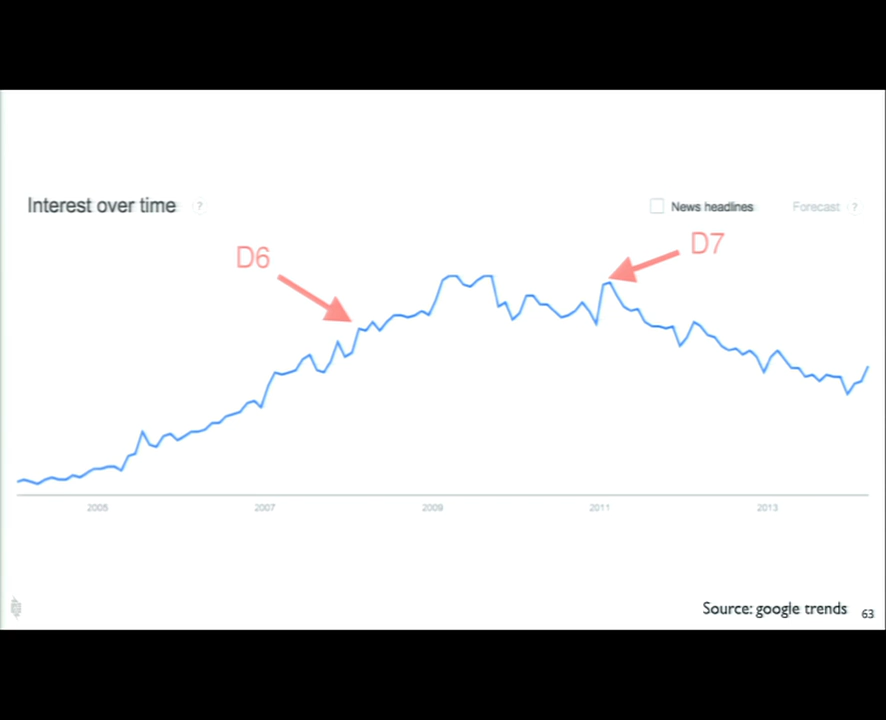 Interest over time ?
News headlines
Forecast ?
D6
D7
2005 2007 2009 2011 2013
Source: google trends 63